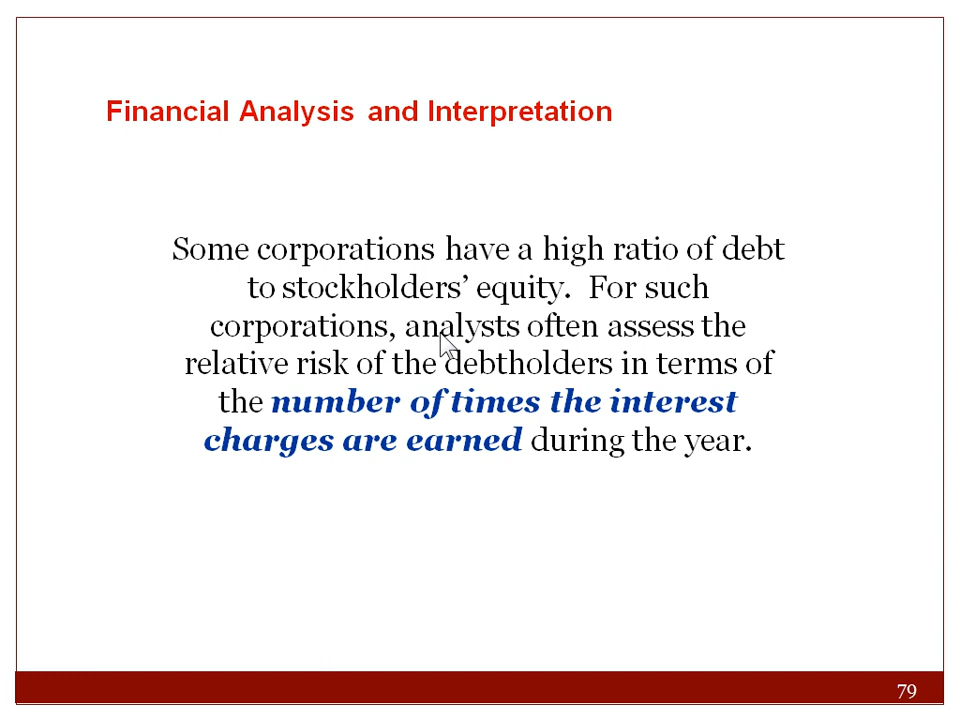 Financial Analysis and Interpretation
Some corporations have a high ratio of debt
to stockholders’ equity.  For such
corporations, analysts often assess the
relative risk of the debtholders in terms of
the number of times the interest
charges are earned during the year.
79